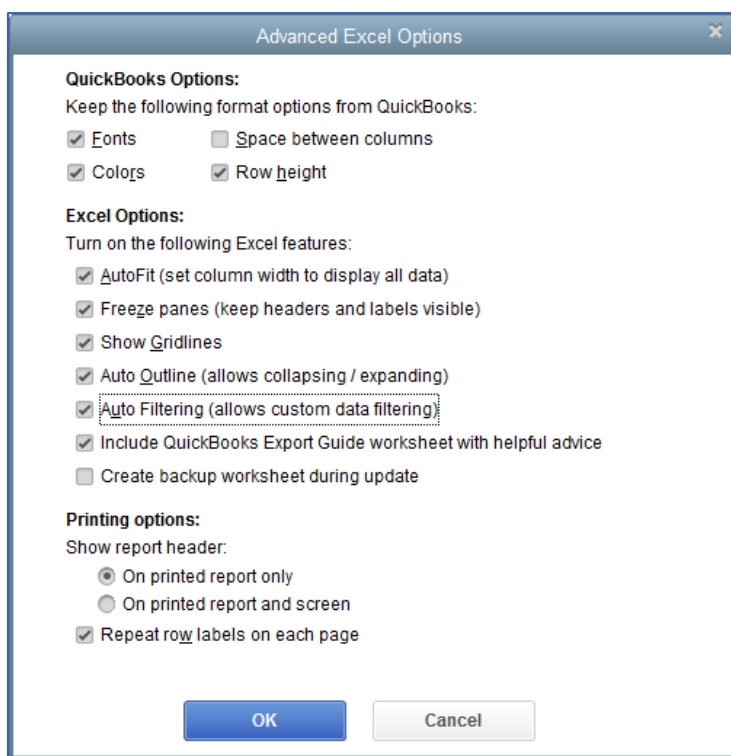 Advanced Excel Options
QuickBooks Options:
Keep the following format options from QuickBooks:
Fonts Space between columns
Colors Row height
Excel Options:
Turn on the following Excel features:
AutoFit (set column width to display all data)
Freeze panes (keep headers and labels visible)
Show Gridlines
Auto Outline (allows collapsing / expanding)
Auto Filtering (allows custom data filtering)
Include QuickBooks Export Guide worksheet with helpful advice
Create backup worksheet during update
Printing options:
Show report header:
On printed report only
On printed report and screen
Repeat row labels on each page
OK Cancel